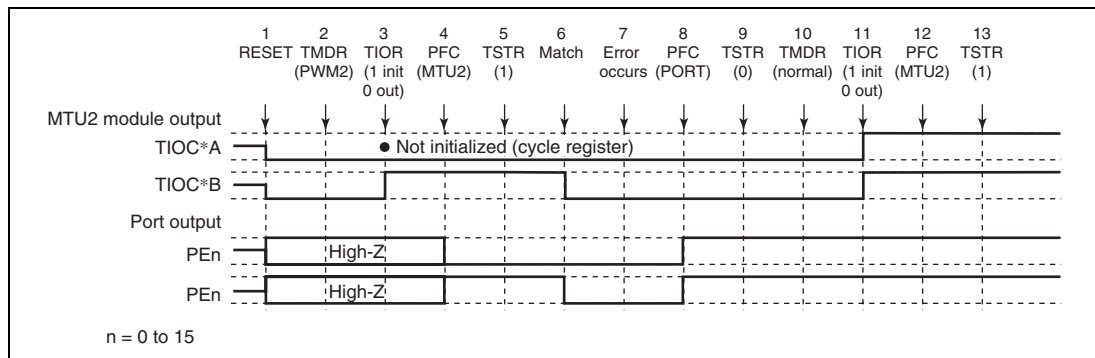 1 2 3 4 5 6 7 8 9 10 11 12 13
RESET TMDR TIOR PFC TSTR Match Error PFC TSTR TMDR TIOR PFC TSTR
(PWM2) (1 init (MTU2) (1) occurs (PORT) (0) (normal) (1 init (MTU2) (1)
0 out) 0 out)
MTU2 module output
TIOC*A
● Not initialized (cycle register)
TIOC*B
Port output
PEn
High-Z
PEn
High-Z
n = 0 to 15